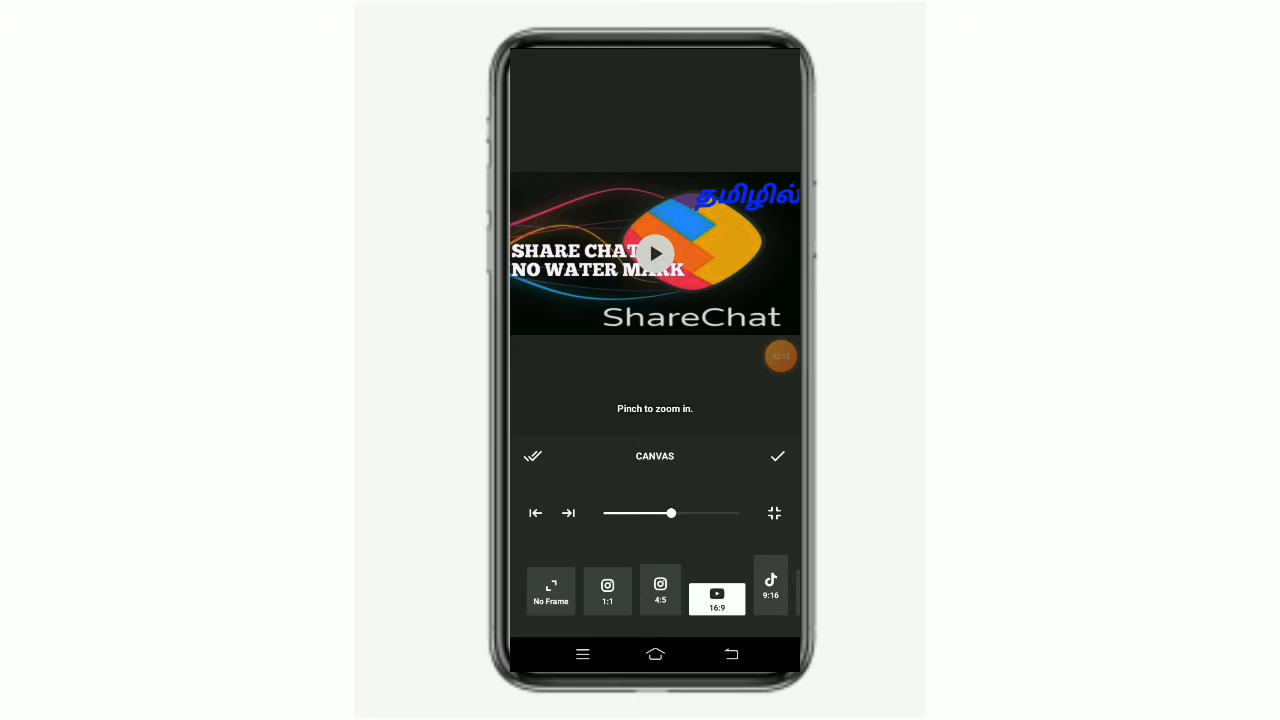 தமிழில்
SHARE CHAT
NO WATER MARK
ShareChat
Pinch to zoom in.
CANVAS
No Frame
1:1
4:5
16:9
9:16